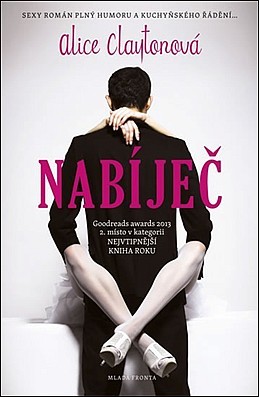 SEXY ROMÁN PLNÝ HUMORU A KUCHYŇSKÉHO ŘÁDĚNÍ...
Alice Claytonová
NABÍJEČ
Goodreads awards 2013
2. místo v kategorii
NEJVTIPNĚJŠÍ
KNIHA ROKU
MLADÁ FRONTA